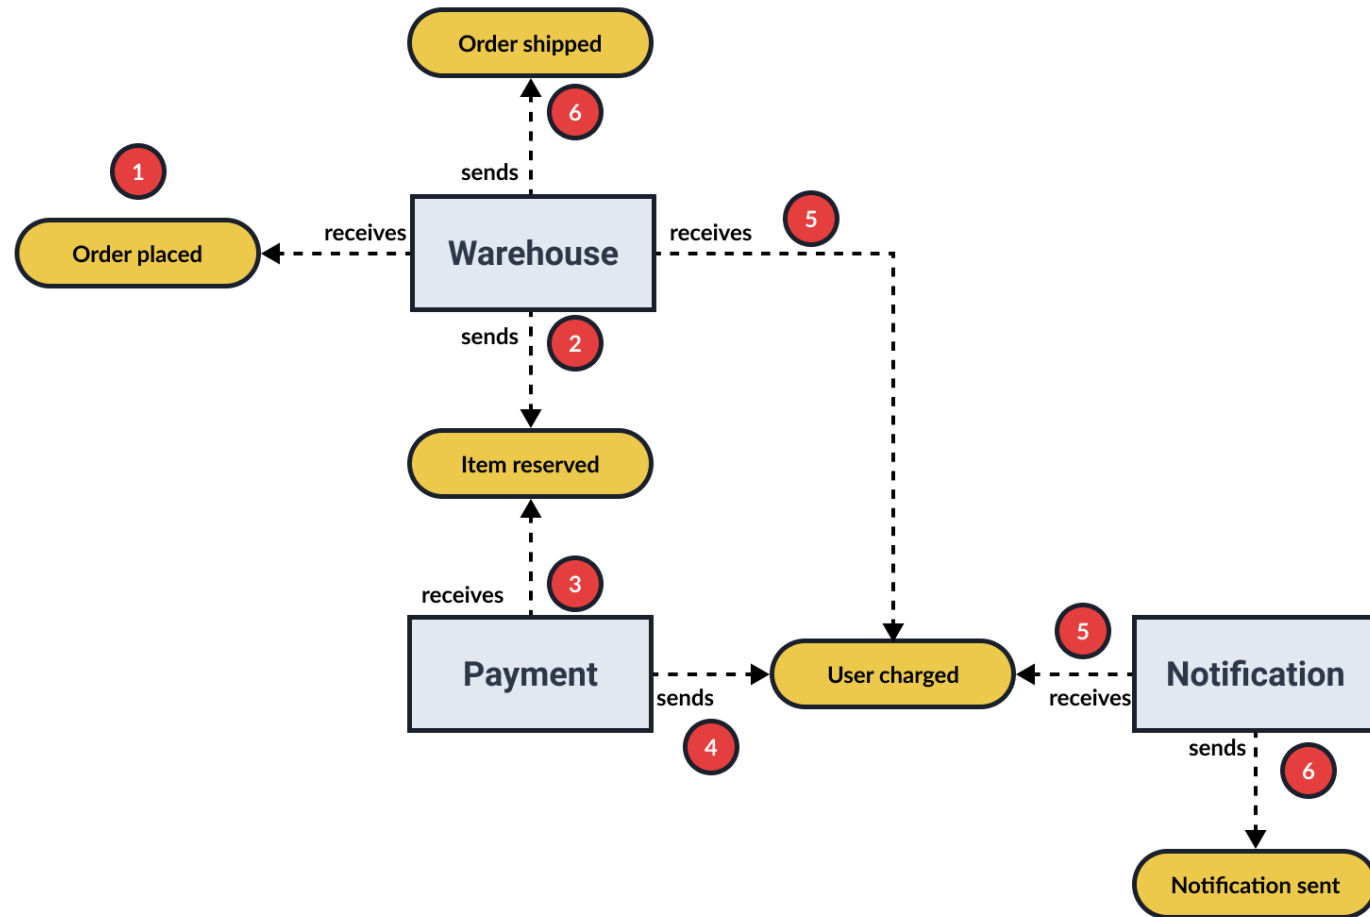 Order shipped
6
sends
1
Order placed
receives
Warehouse
receives
5
sends
2
Item reserved
receives
3
Payment
sends
4
User charged
5
receives
Notification
sends
6
Notification sent